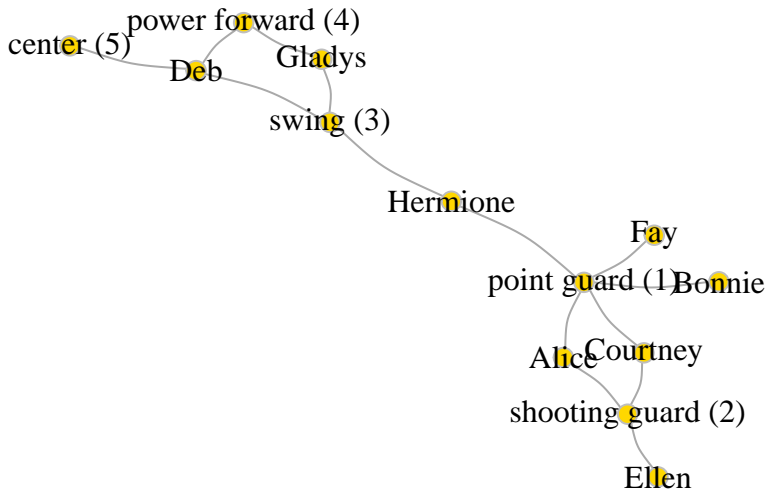 power forward (4)
center (5)
Gladys
Deb
swing (3)
Hermione
Fay
point guard (1)
Bonnie
Courtney
Alice
shooting guard (2)
Ellen